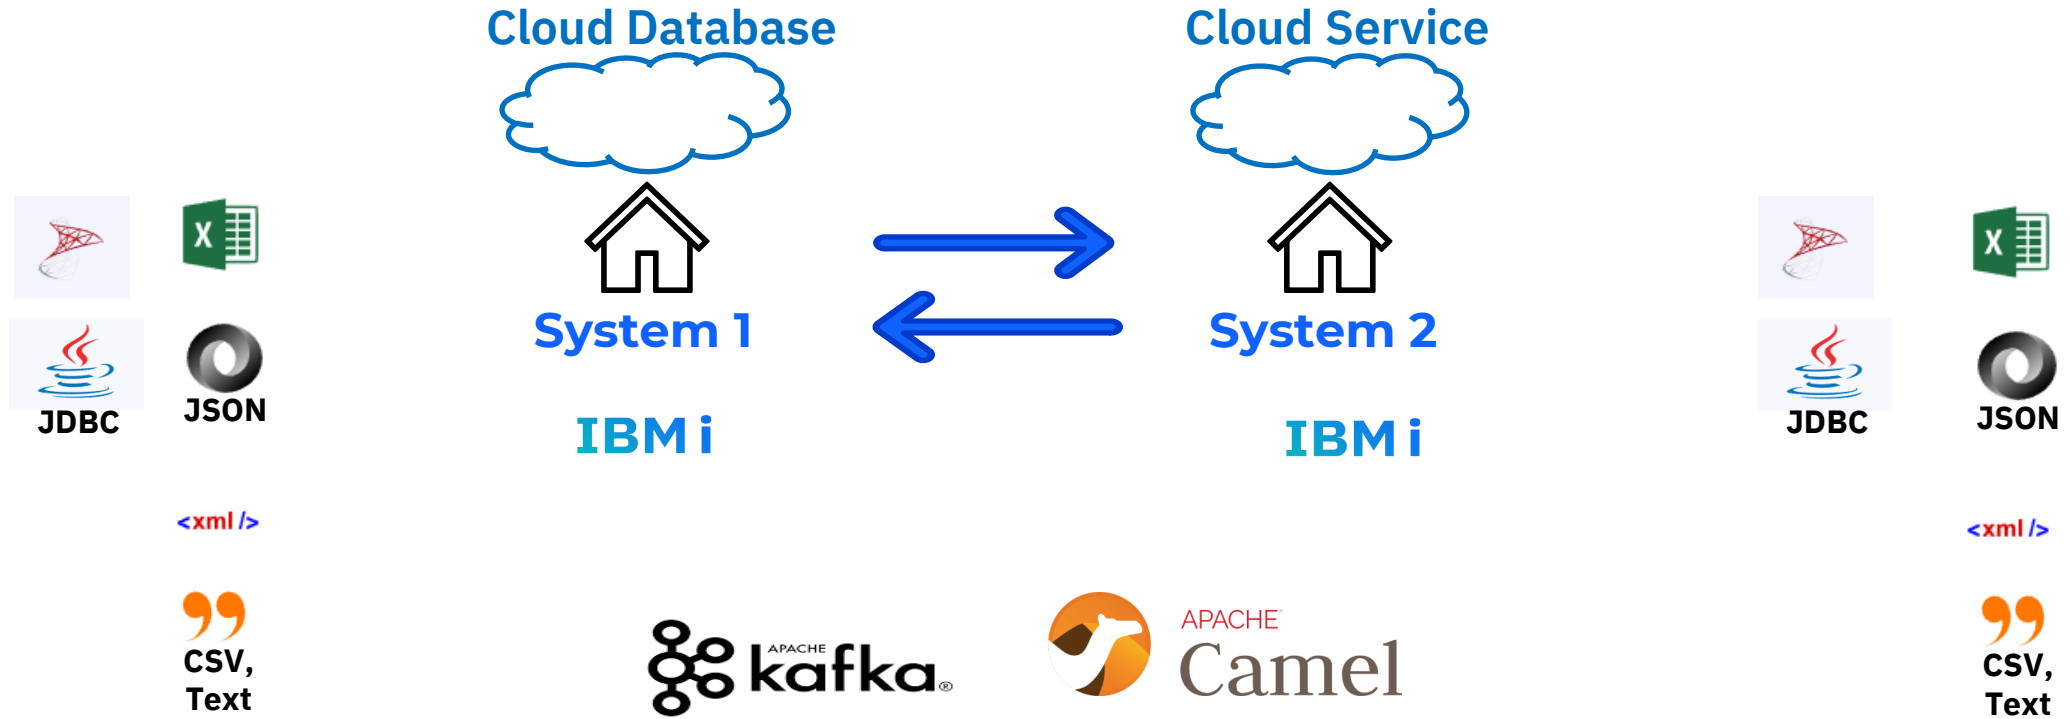 Cloud Database
Cloud Service
X
X
System 1
System 2
JDBC
JSON
JDBC
JSON
IBM i
IBM i
<xml/>
<xml/>
APACHE
kafka®
APACHE
Camel
CSV,
Text
CSV,
Text